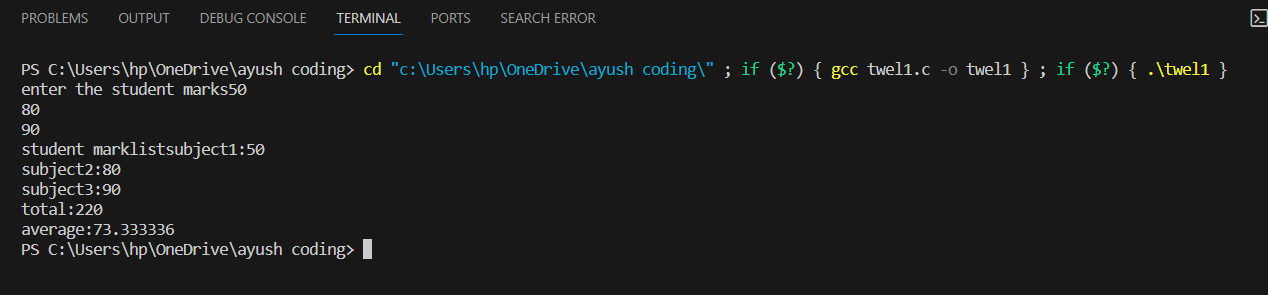 PROBLEMS OUTPUT DEBUG CONSOLE TERMINAL PORTS SEARCH ERROR
PS C:\Users\hp\OneDrive\ayush coding> cd "c:\Users\hp\OneDrive\ayush coding\" ; if ($?) { gcc twel1.c -o twel1 } ; if ($?) { .\twel1 }
enter the student marks50
80
90
student marklistsubject1:50
subject2:80
subject3:90
total:220
average:73.333336
PS C:\Users\hp\OneDrive\ayush coding>